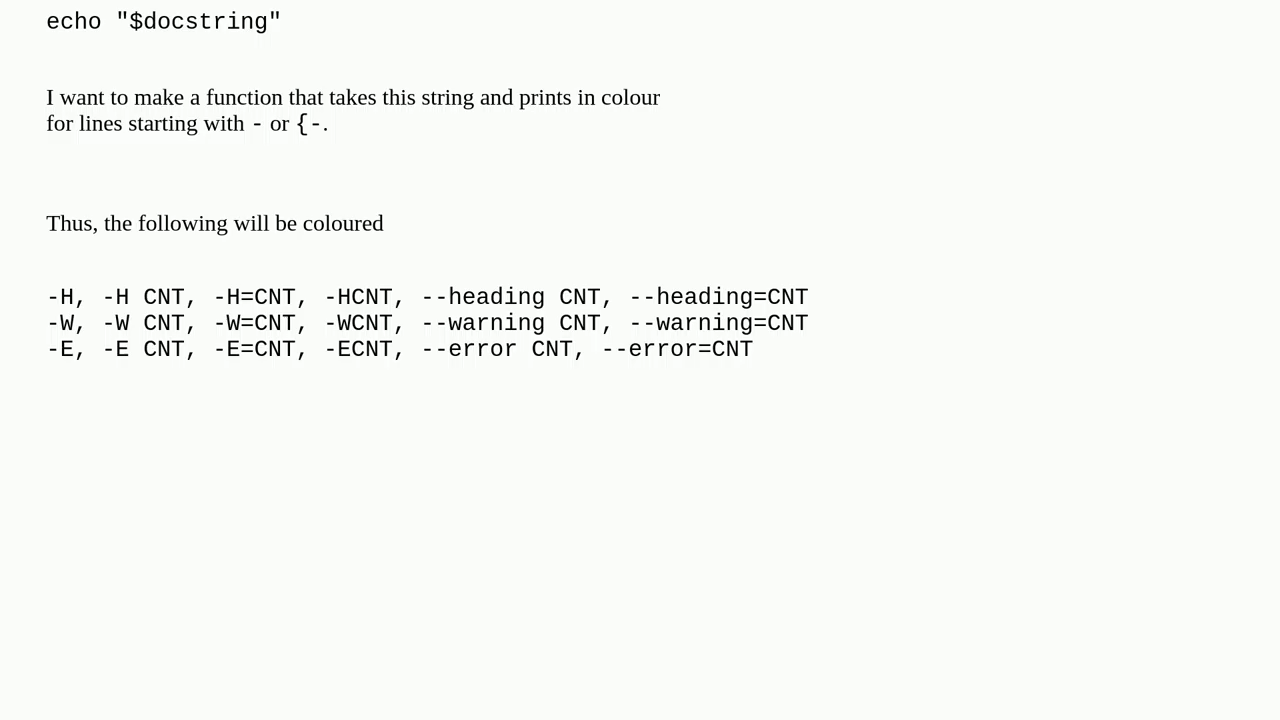 echo "$docstring"
I want to make a function that takes this string and prints in colour
for lines starting with - or {-.
Thus, the following will be coloured
-H, -H CNT, -H=CNT, -HCNT, --heading CNT, --heading=CNT
-W, -W CNT, -W=CNT, -WCNT, --warning CNT, --warning=CNT
-E, -E CNT, -E=CNT, -ECNT, --error CNT, --error=CNT